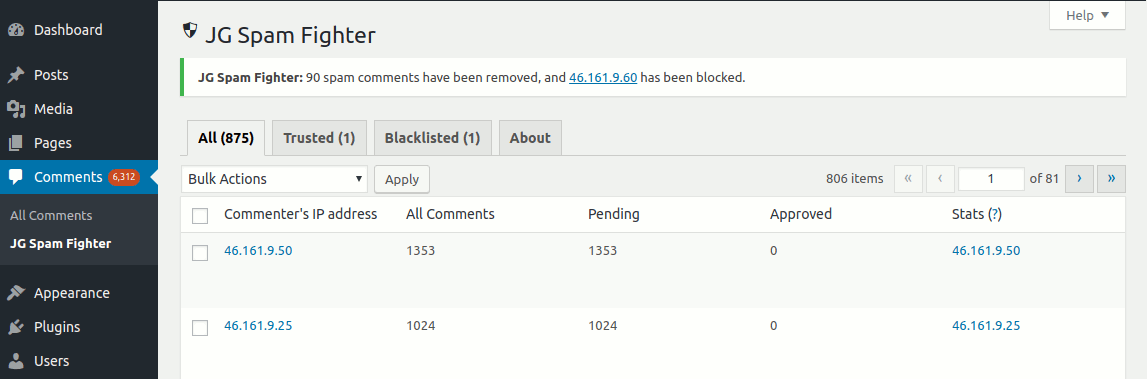 Dashboard
Posts
Media
Pages
Comments 6,312
All Comments
JG Spam Fighter
Appearance
Plugins
Users
Help ▼
JG Spam Fighter
JG Spam Fighter: 90 spam comments have been removed, and 46.161.9.60 has been blocked.
All (875) Trusted (1) Blacklisted (1) About
Bulk Actions ▼ Apply 806 items « ‹ 1 of 81 › »
Commenter's IP address All Comments Pending Approved Stats (?)
46.161.9.50 1353 1353 0 46.161.9.50
46.161.9.25 1024 1024 0 46.161.9.25